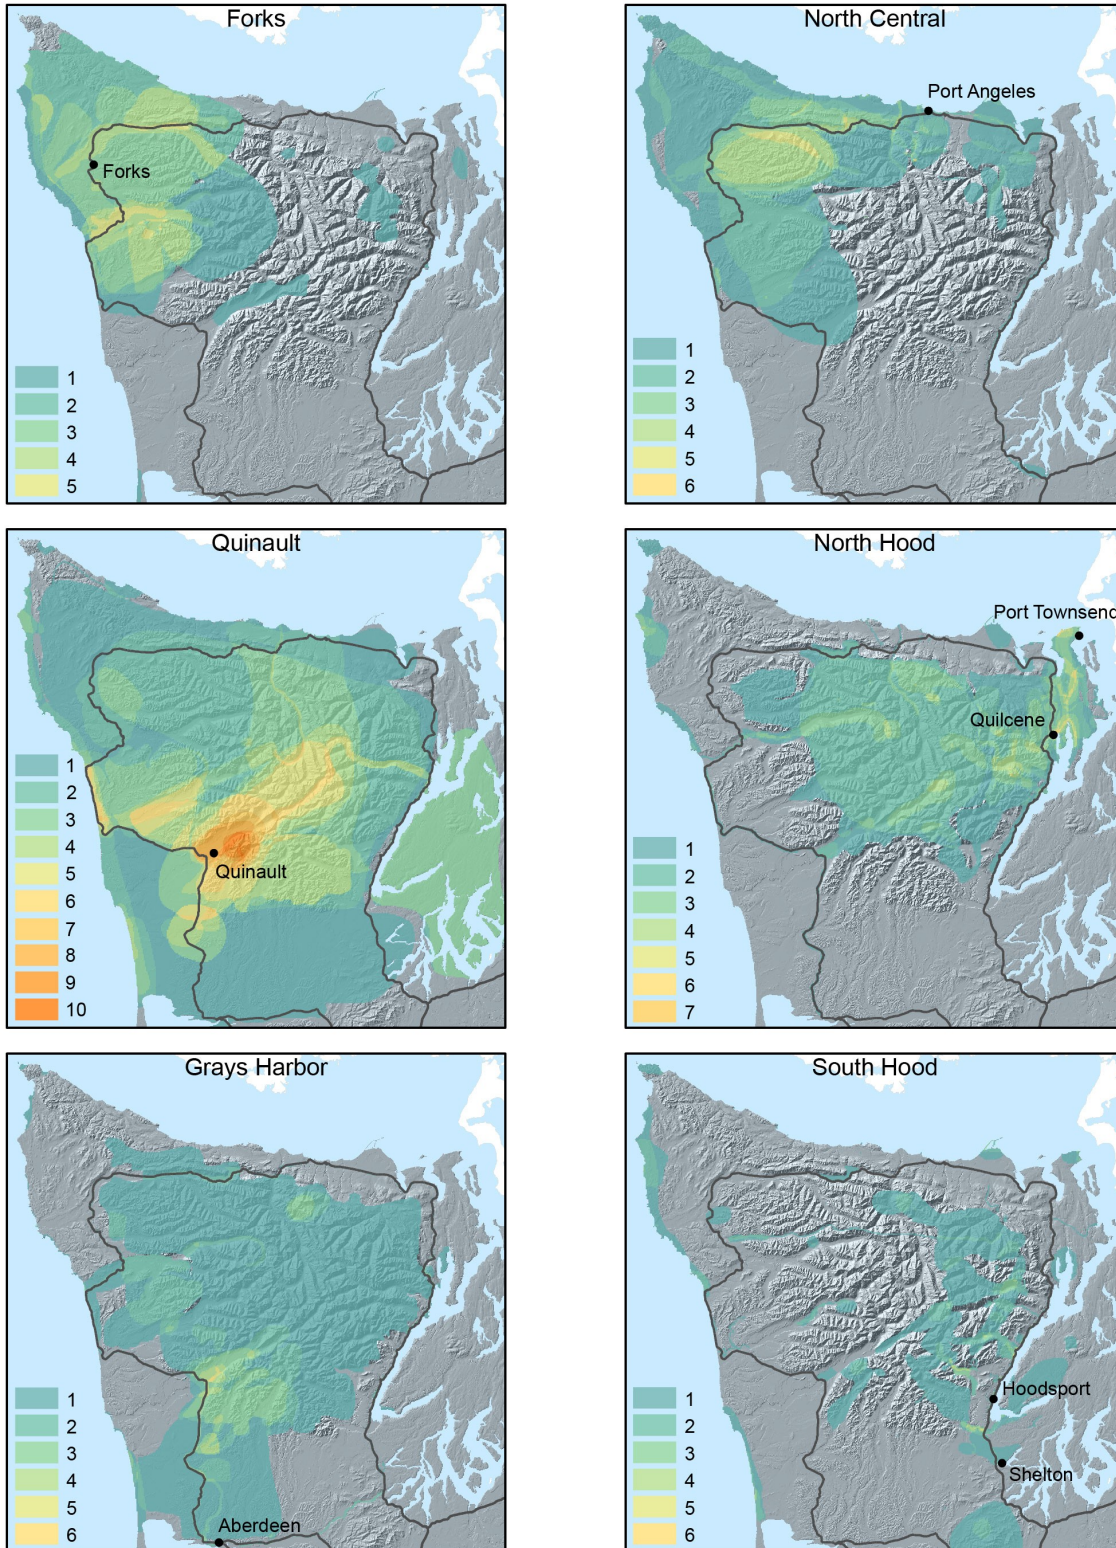 Forks
Forks
1
2
3
4
5
North Central
Port Angeles
1
2
3
4
5
6
Quinault
Quinault
1
2
3
4
5
6
7
8
9
10
North Hood
Port Townsend
Quilcene
1
2
3
4
5
6
7
Grays Harbor
Aberdeen
1
2
3
4
5
6
South Hood
Hoodsport
Shelton
1
2
3
4
5
6